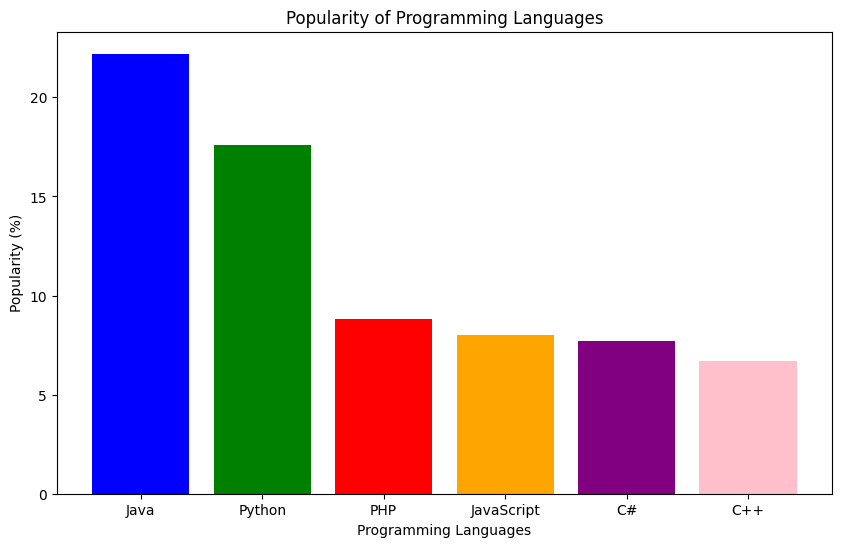 Popularity of Programming Languages
Popularity (%)
20
15
10
5
0
Java Python PHP JavaScript C# C++
Programming Languages